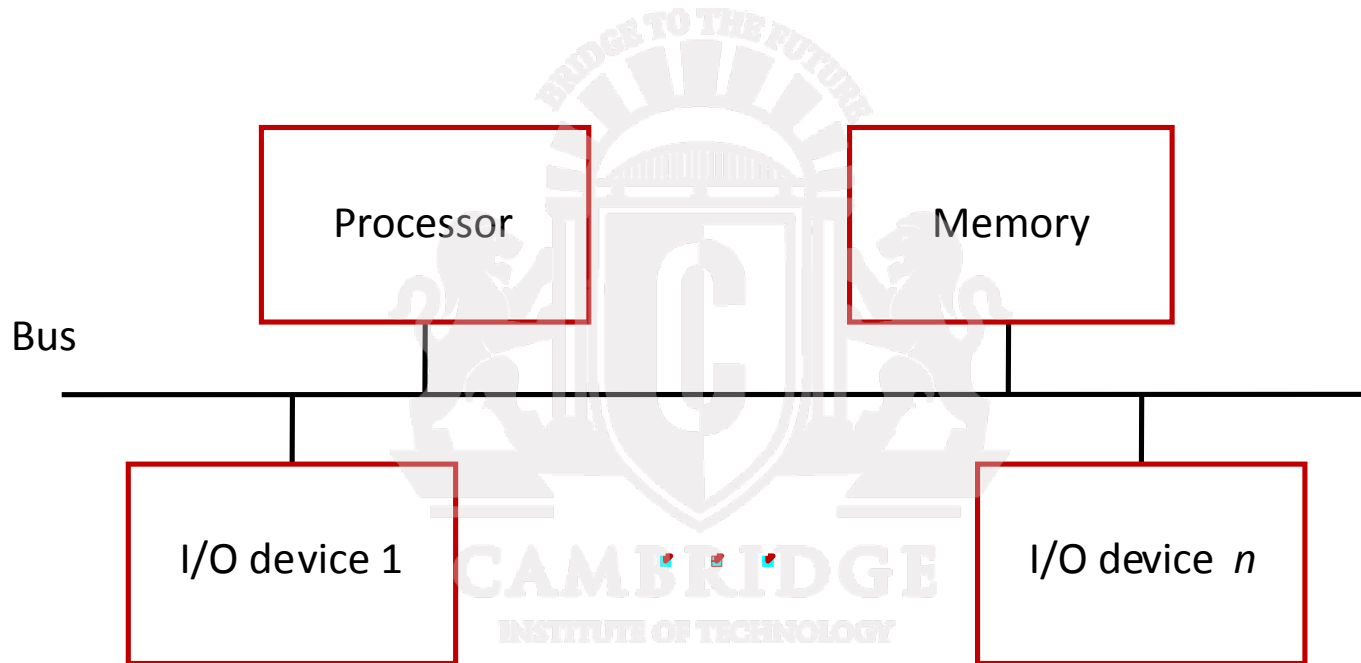 BRIDGE TO THE FUTURE
Processor
Memory
Bus
I/O device 1
I/O device n
C
CAMBRIDGE
INSTITUTE OF TECHNOLOGY